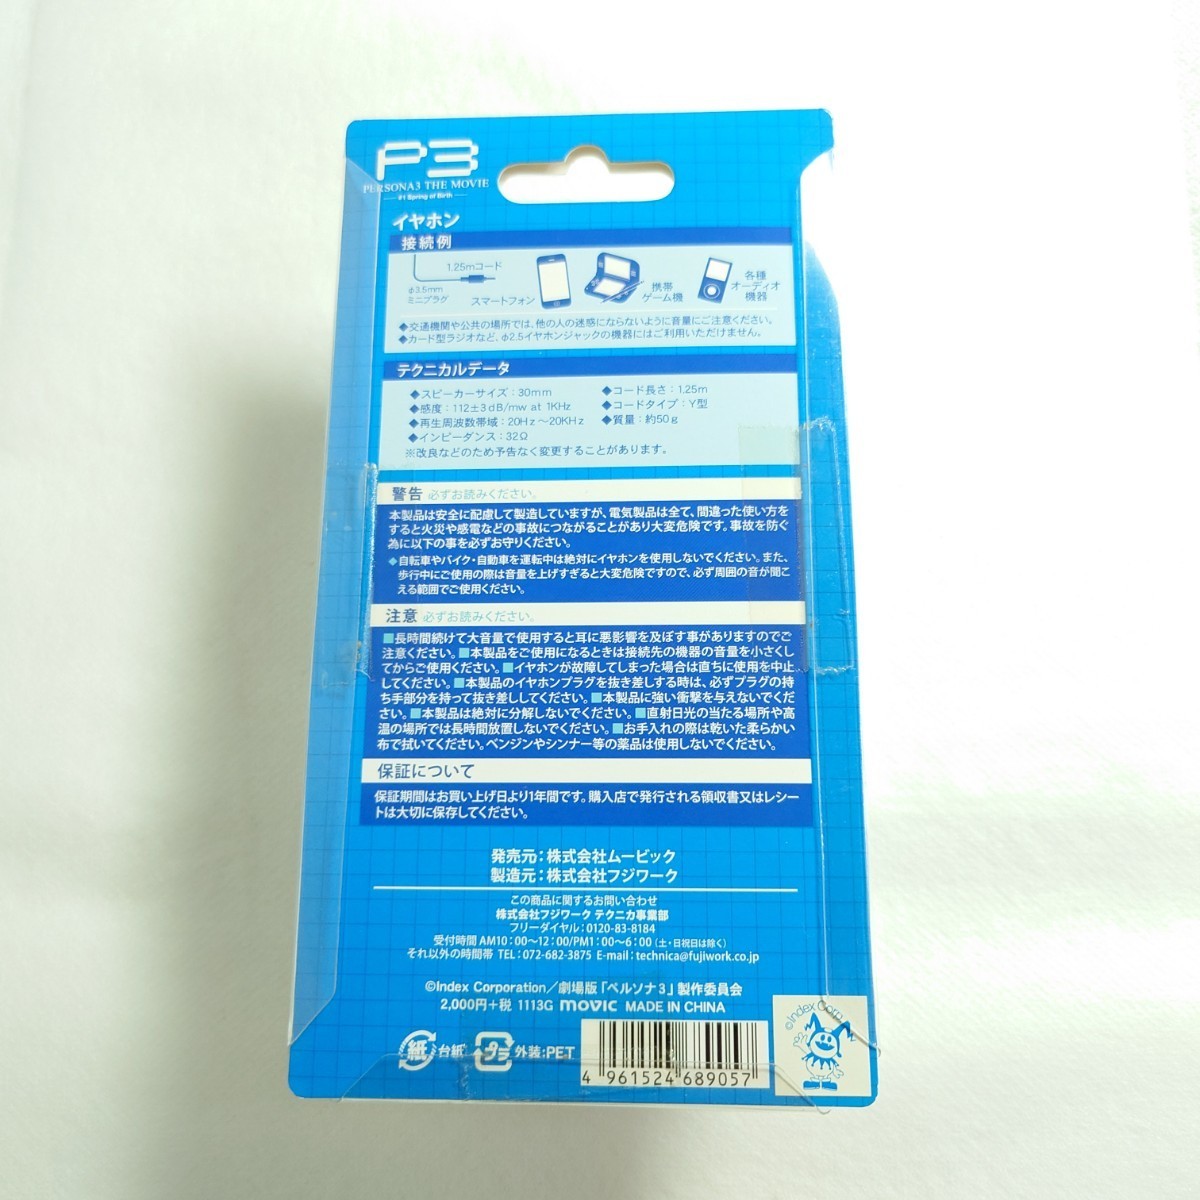 P3
PERSONA3 THE MOVIE
#1 Spring of Birth
イヤホン
接続例
1.25mコード
φ3.5mm
ミニプラグ
スマートフォン
携帯
ゲーム機
各種
オーディオ
機器
◆交通機関や公共の場所では、他の人の迷惑にならないように音量にご注意ください。
◆カード型ラジオなど、φ2.5イヤホンジャックの機器にはご利用いただけません。
テクニカルデータ
◆スピーカーサイズ：30mm
◆感度：112±3dB/mw at 1KHz
◆再生周波数帯域：20Hz～20KHz
◆インピーダンス：32Ω
◆コード長さ：1.25m
◆コードタイプ：Y型
◆質量：約50g
※改良などのため予告なく変更することがあります。
警告 必ずお読みください。
本製品は安全に配慮して製造していますが、電気製品は全て、間違った使い方を
すると火災や感電などの事故につながることがあり大変危険です。事故を防ぐ
為に以下の事を必ずお守りください。
◆自転車やバイク・自動車を運転中は絶対にイヤホンを使用しないでください。また、
歩行中にご使用の際は音量を上げすぎると大変危険ですので、必ず周囲の音が聞こ
える範囲でご使用ください。
注意 必ずお読みください。
■長時間続けて大音量で使用すると耳に悪影響を及ぼす事がありますのでご
注意ください。■本製品をご使用になるときは接続先の機器の音量を小さくし
てからご使用ください。■イヤホンが故障してしまった場合は直ちに使用を中止
してください。■本製品のイヤホンプラグを抜き差しする時は、必ずプラグの持
ち手部分を持って抜き差ししてください。■本製品に強い衝撃を与えないでくだ
さい。■本製品は絶対に分解しないでください。■直射日光の当たる場所や高
温の場所では長時間放置しないでください。■お手入れの際は乾いた柔らかい
布で拭いてください。ベンジンやシンナー等の薬品は使用しないでください。
保証について
保証期間はお買い上げ日より1年間です。購入店で発行される領収書又はレシー
トは大切に保存してください。
発売元：株式会社ムービック
製造元：株式会社フジワーク
この商品に関するお問い合わせ
株式会社フジワーク テクニカ事業部
フリーダイヤル：0120-83-8184
受付時間 AM10：00～12：00/PM1：00～6：00（土・日祝日は除く）
それ以外の時間帯 TEL：072-682-3875 E-mail：technica@fujiwork.co.jp
©Index Corporation／劇場版「ペルソナ3」製作委員会
2,000円＋税 1113G movic MADE IN CHINA
紙 台紙 プラ 外装：PET
4 961524 689057
©Index Corp.